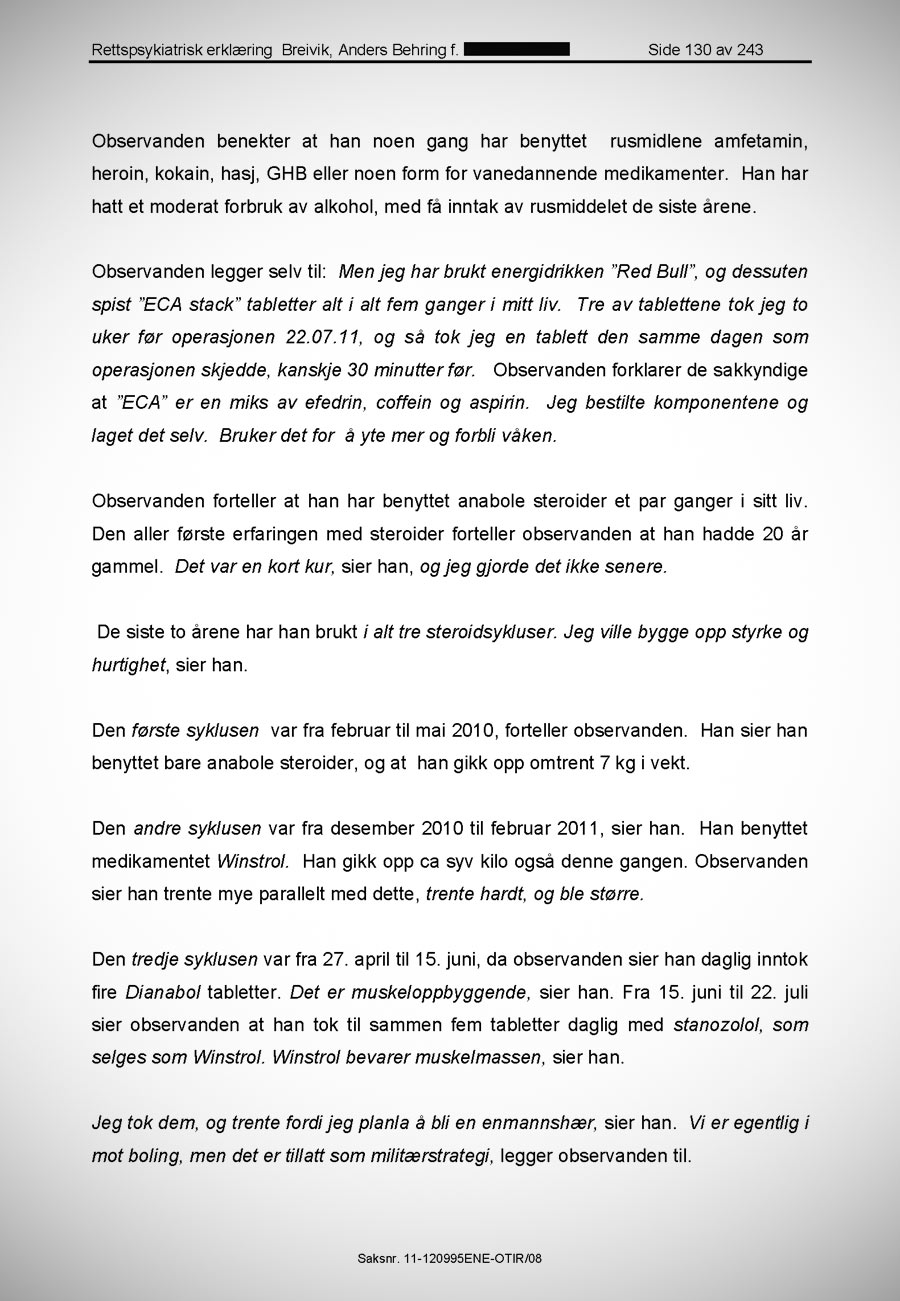 Rettspsykiatrisk erklæring Breivik, Anders Behring f. Side 130 av 243
Observanden benekter at han noen gang har benyttet rusmidlene amfetamin,
heroin, kokain, hasj, GHB eller noen form for vanedannende medikamenter. Han har
hatt et moderat forbruk av alkohol, med få inntak av rusmiddelet de siste årene.
Observanden legger selv til: Men jeg har brukt energidrikken ”Red Bull”, og dessuten
spist ”ECA stack” tabletter alt i alt fem ganger i mitt liv. Tre av tablettene tok jeg to
uker før operasjonen 22.07.11, og så tok jeg en tablett den samme dagen som
operasjonen skjedde, kanskje 30 minutter før. Observanden forklarer de sakkyndige
at ”ECA” er en miks av efedrin, coffein og aspirin. Jeg bestilte komponentene og
laget det selv. Bruker det for å yte mer og forbli våken.
Observanden forteller at han har benyttet anabole steroider et par ganger i sitt liv.
Den aller første erfaringen med steroider forteller observanden at han hadde 20 år
gammel. Det var en kort kur, sier han, og jeg gjorde det ikke senere.
De siste to årene har han brukt i alt tre steroidsykluser. Jeg ville bygge opp styrke og
hurtighet, sier han.
Den første syklusen var fra februar til mai 2010, forteller observanden. Han sier han
benyttet bare anabole steroider, og at han gikk opp omtrent 7 kg i vekt.
Den andre syklusen var fra desember 2010 til februar 2011, sier han. Han benyttet
medikamentet Winstrol. Han gikk opp ca syv kilo også denne gangen. Observanden
sier han trente mye parallelt med dette, trente hardt, og ble større.
Den tredje syklusen var fra 27. april til 15. juni, da observanden sier han daglig inntok
fire Dianabol tabletter. Det er muskeloppbyggende, sier han. Fra 15. juni til 22. juli
sier observanden at han tok til sammen fem tabletter daglig med stanozolol, som
selges som Winstrol. Winstrol bevarer muskelmassen, sier han.
Jeg tok dem, og trente fordi jeg planla å bli en enmannshær, sier han. Vi er egentlig i
mot boling, men det er tillatt som militærstrategi, legger observanden til.
Saksnr. 11-120995ENE-OTIR/08